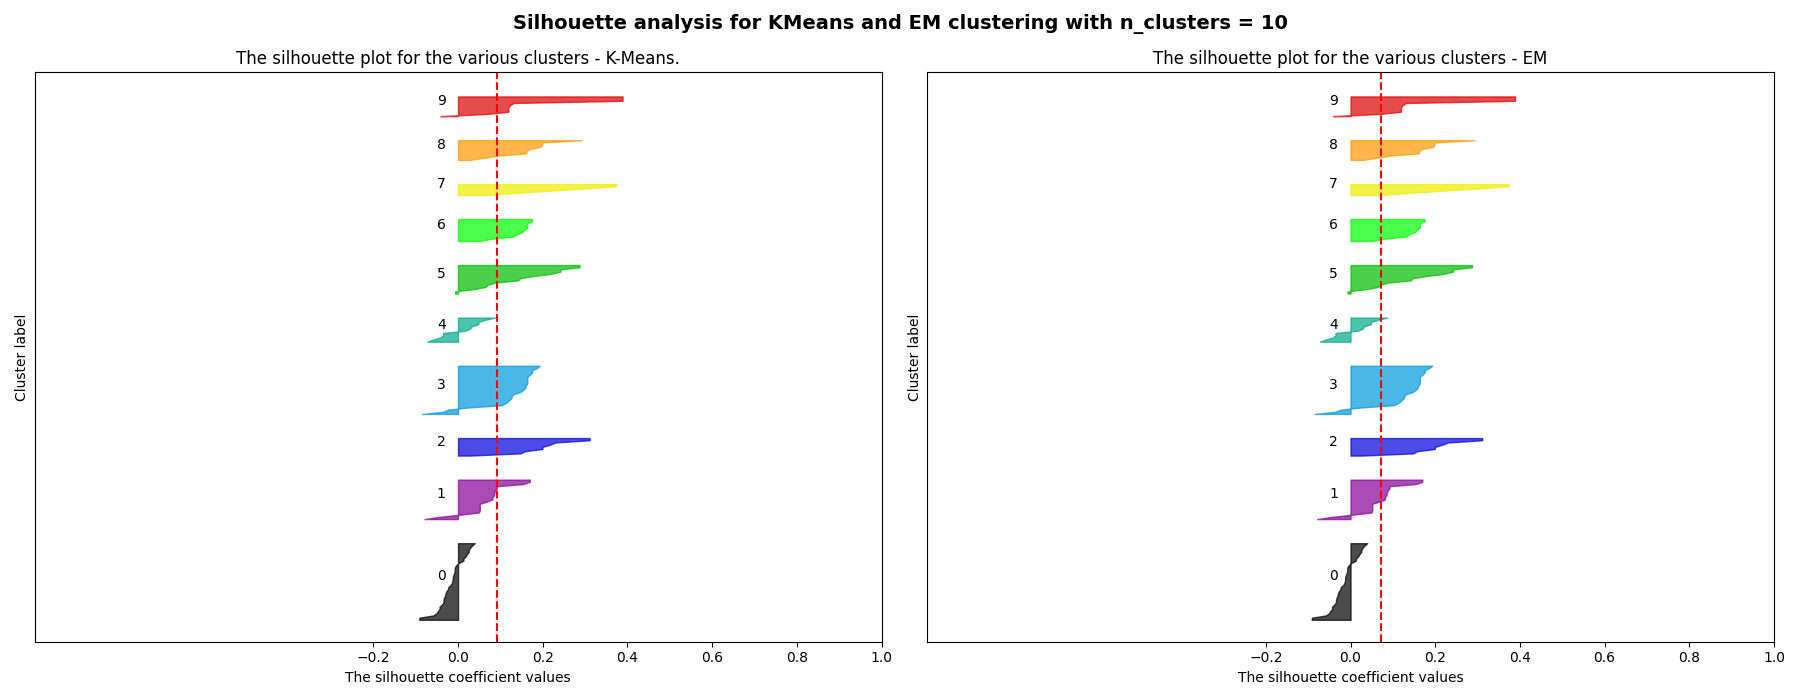 Silhouette analysis for KMeans and EM clustering with n_clusters = 10
The silhouette plot for the various clusters - K-Means.
Cluster label
9
8
7
6
5
4
3
2
1
0
−0.2 0.0 0.2 0.4 0.6 0.8 1.0
The silhouette coefficient values
The silhouette plot for the various clusters - EM
Cluster label
9
8
7
6
5
4
3
2
1
0
−0.2 0.0 0.2 0.4 0.6 0.8 1.0
The silhouette coefficient values